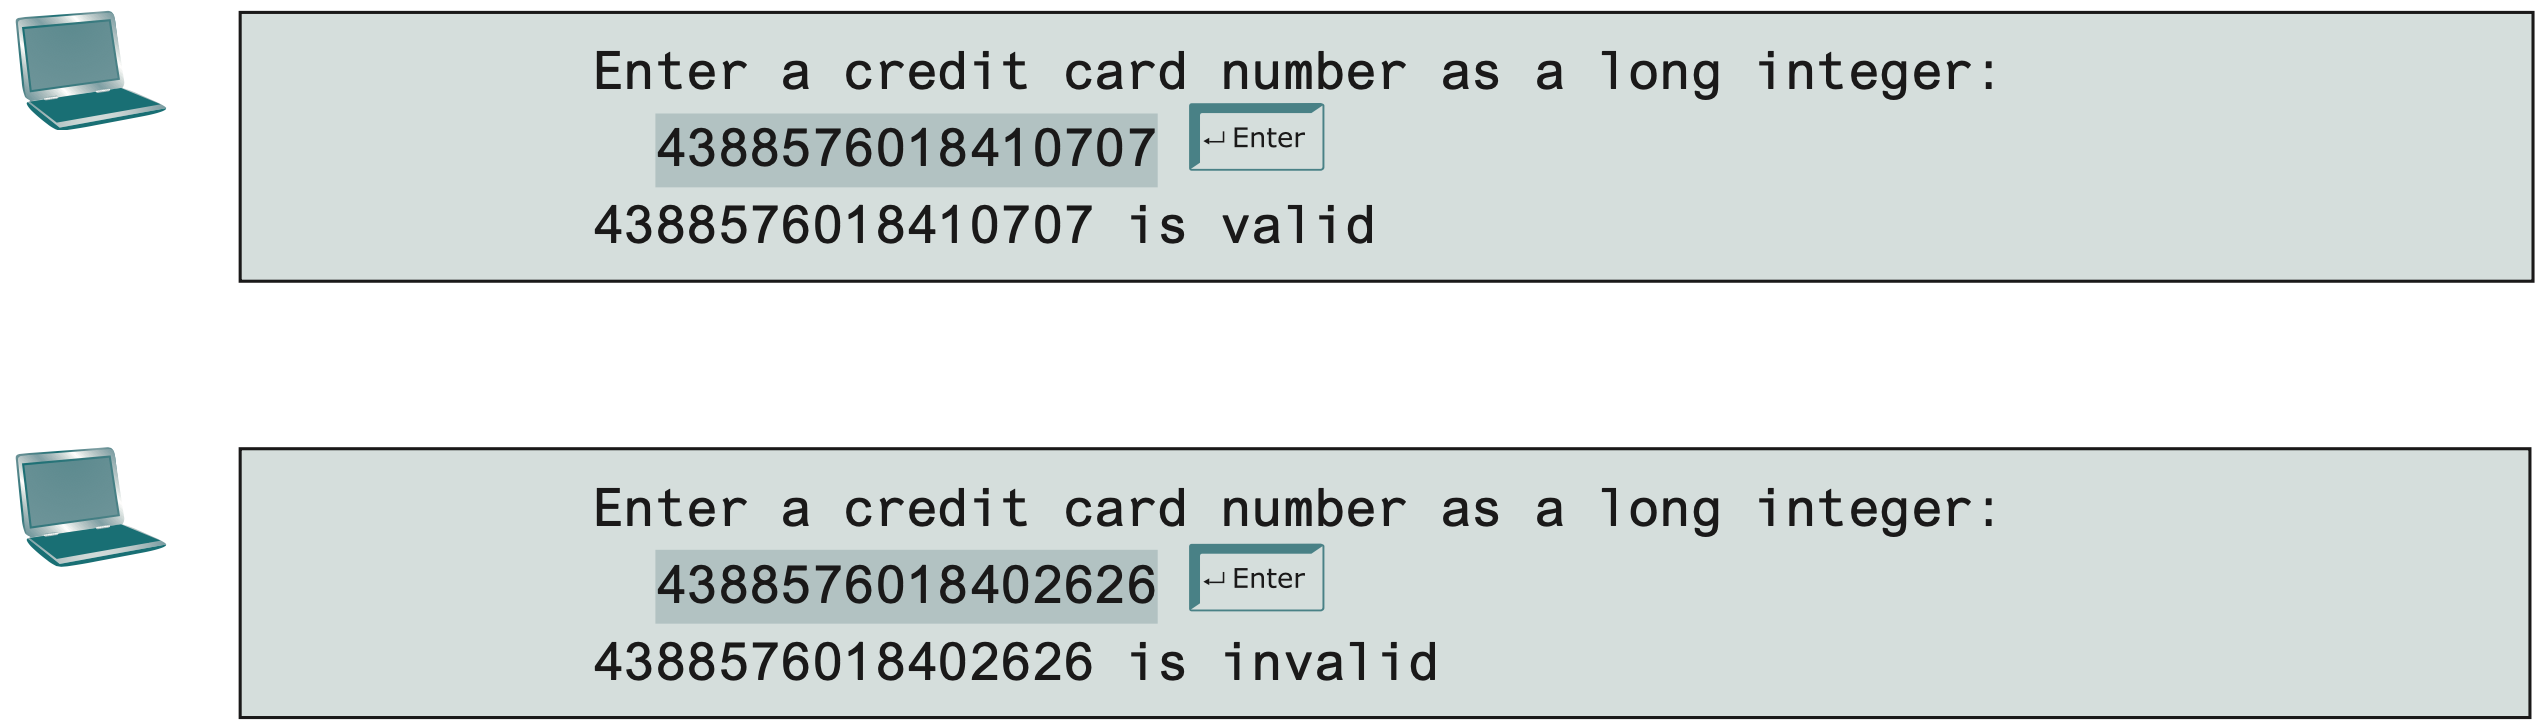 Enter a credit card number as a long integer:
4388576018410707 ↵ Enter
4388576018410707 is valid
Enter a credit card number as a long integer:
4388576018402626 ↵ Enter
4388576018402626 is invalid